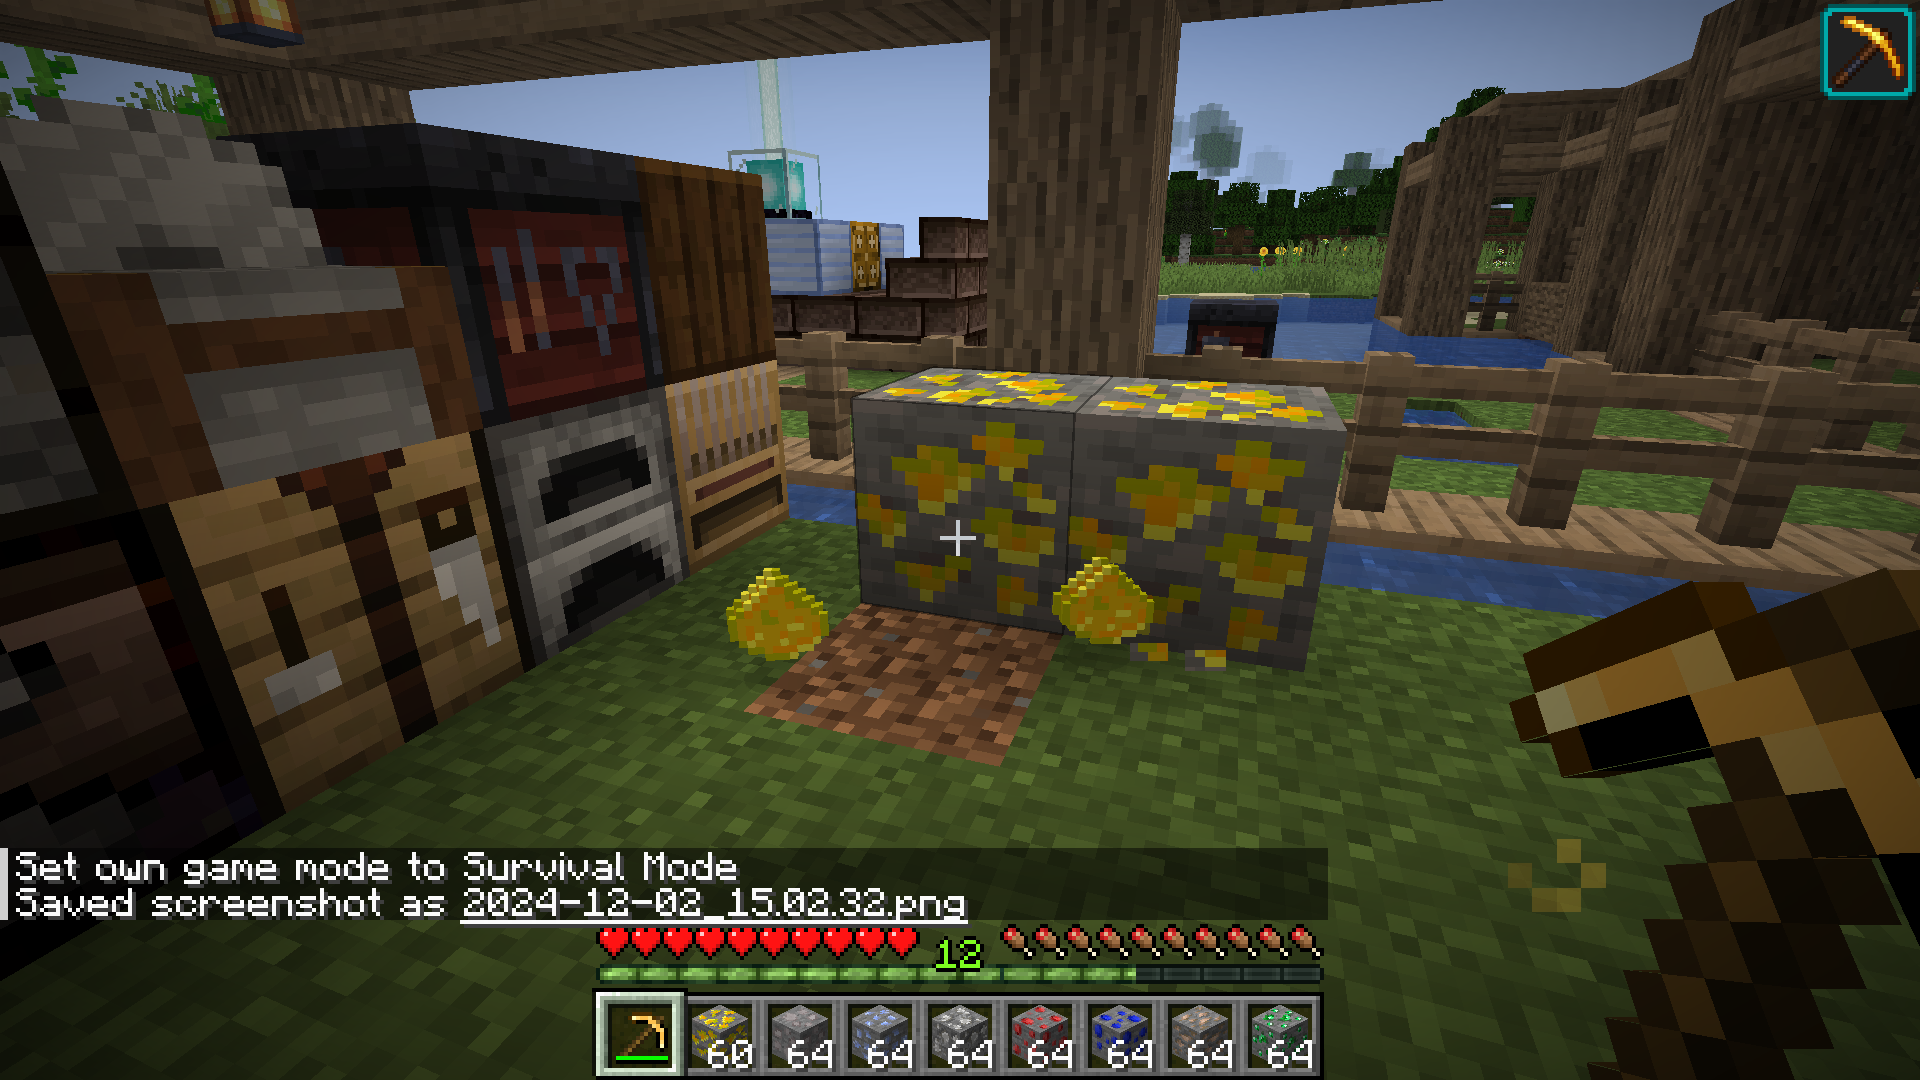 Set own game mode to Survival Mode
Saved screenshot as 2024-12-02_15.02.32.png
12
60 64 64 64 64 64 64 64